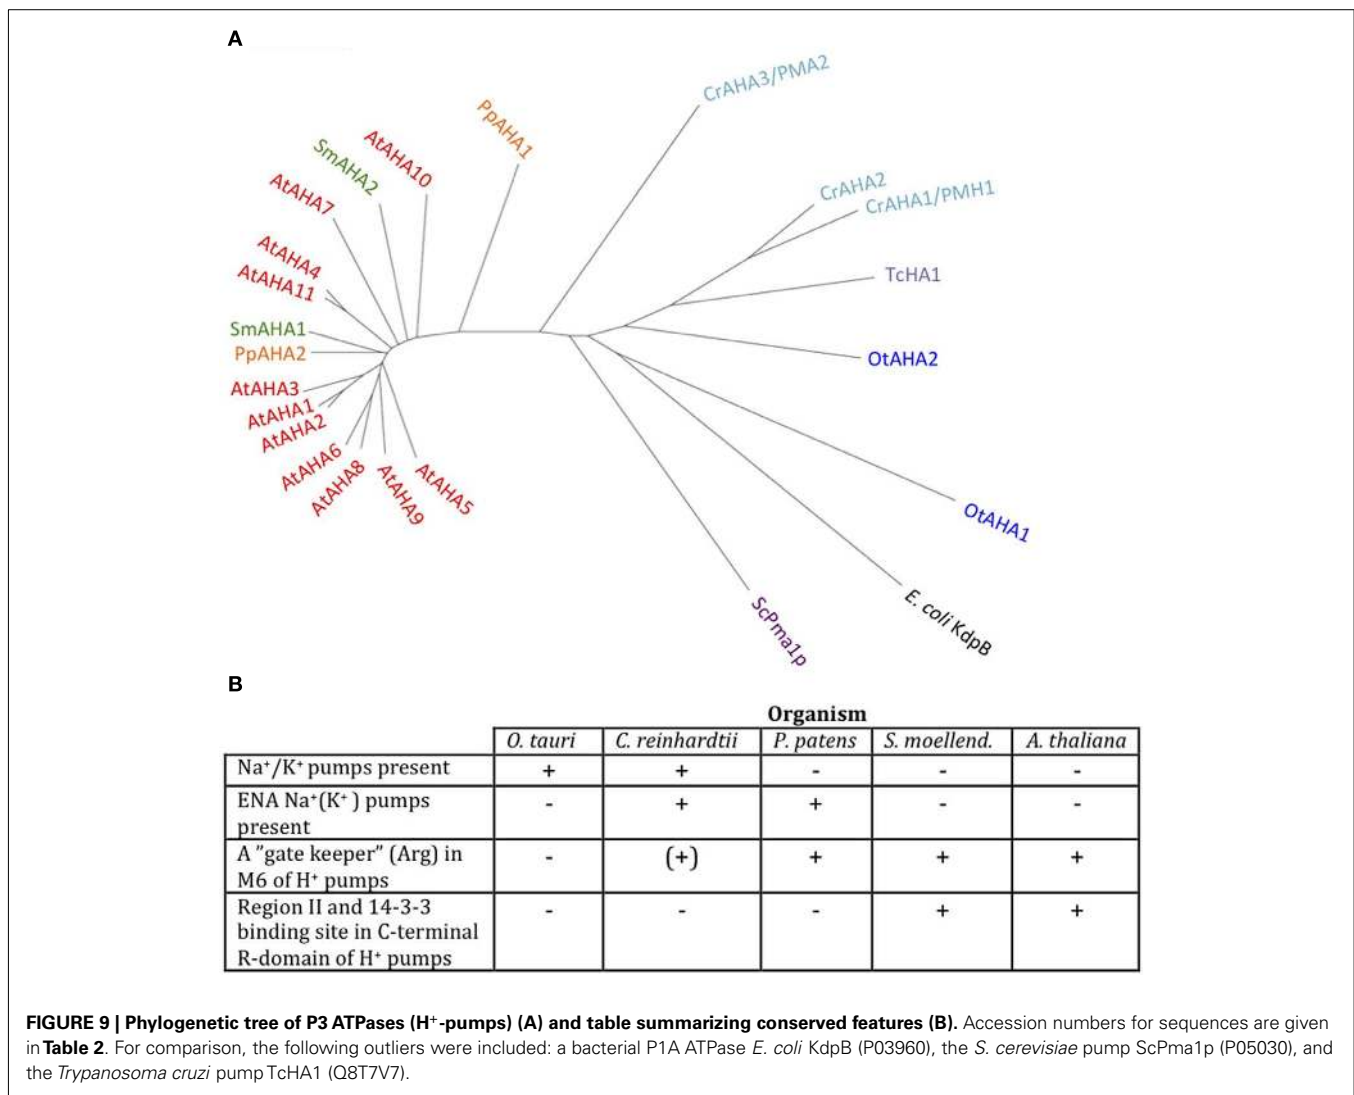 A
CrAHA3/PMA2
PpAHA1
AtAHA10
SmAHA2
AtAHA7
CrAHA2
CrAHA1/PMH1
AtAHA4
AtAHA11
TcHA1
SmAHA1
PpAHA2
OtAHA2
AtAHA3
AtAHA1
AtAHA2
AtAHA6
AtAHA8
AtAHA9
AtAHA5
OtAHA1
E. coli KdpB
ScPma1p
B
Organism
O. tauri C. reinhardtii P. patens S. moellend. A. thaliana
Na⁺/K⁺ pumps present + + - - -
ENA Na⁺(K⁺) pumps - + + - -
present
A "gate keeper" (Arg) in - (+) + + +
M6 of H⁺ pumps
Region II and 14-3-3 - - - + +
binding site in C-terminal
R-domain of H⁺ pumps
FIGURE 9 | Phylogenetic tree of P3 ATPases (H⁺-pumps) (A) and table summarizing conserved features (B). Accession numbers for sequences are given
in Table 2. For comparison, the following outliers were included: a bacterial P1A ATPase E. coli KdpB (P03960), the S. cerevisiae pump ScPma1p (P05030), and
the Trypanosoma cruzi pump TcHA1 (Q8T7V7).